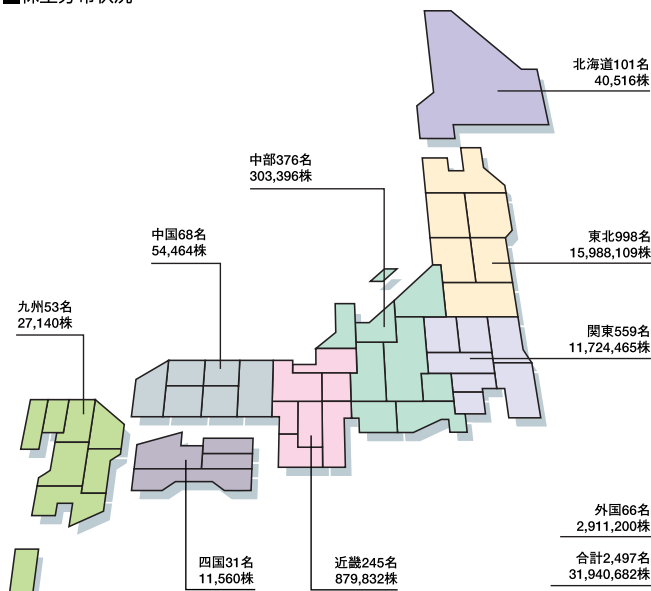 北海道101名
40,516株
中部376名
303,396株
中国68名
54,464株
東北998名
15,988,109株
九州53名
27,140株
関東559名
11,724,465株
外国66名
2,911,200株
四国31名
11,560株
近畿245名
879,832株
合計2,497名
31,940,682株